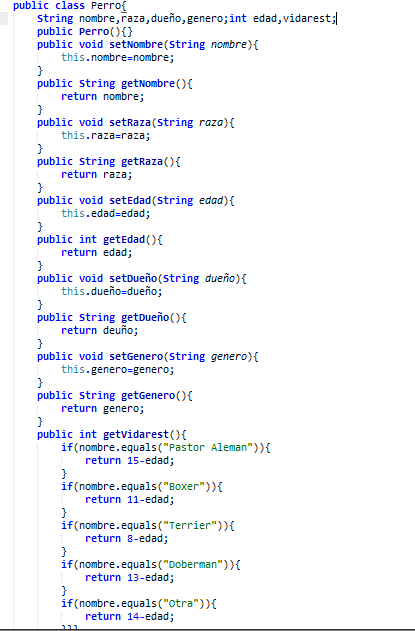 public class Perro{
String nombre,raza,dueño,genero;int edad,vidarest;
public Perro(){}
public void setNombre(String nombre){
this.nombre=nombre;
}
public String getNombre(){
return nombre;
}
public void setRaza(String raza){
this.raza=raza;
}
public String getRaza(){
return raza;
}
public void setEdad(String edad){
this.edad=edad;
}
public int getEdad(){
return edad;
}
public void setDueño(String dueño){
this.dueño=dueño;
}
public String getDueño(){
return deuño;
}
public void setGenero(String genero){
this.genero=genero;
}
public String getGenero(){
return genero;
}
public int getVidarest(){
if(nombre.equals("Pastor Aleman")){
return 15-edad;
}
if(nombre.equals("Boxer")){
return 11-edad;
}
if(nombre.equals("Terrier")){
return 8-edad;
}
if(nombre.equals("Doberman")){
return 13-edad;
}
if(nombre.equals("Otra")){
return 14-edad;
}}}